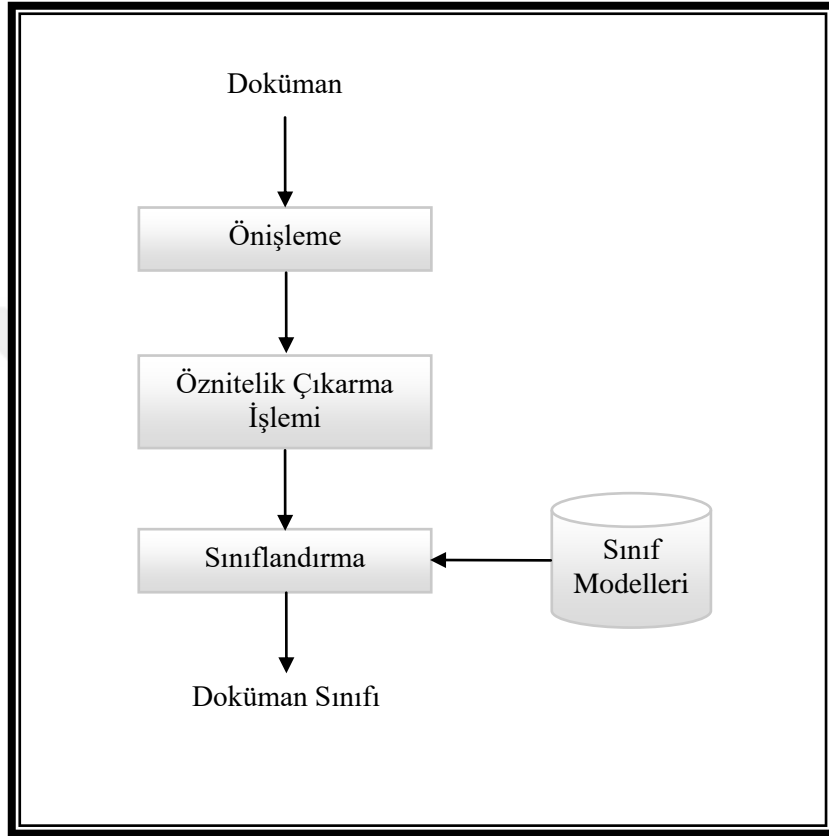 Doküman
Önişleme
Öznitelik Çıkarma
İşlemi
Sınıflandırma
Sınıf
Modelleri
Doküman Sınıfı